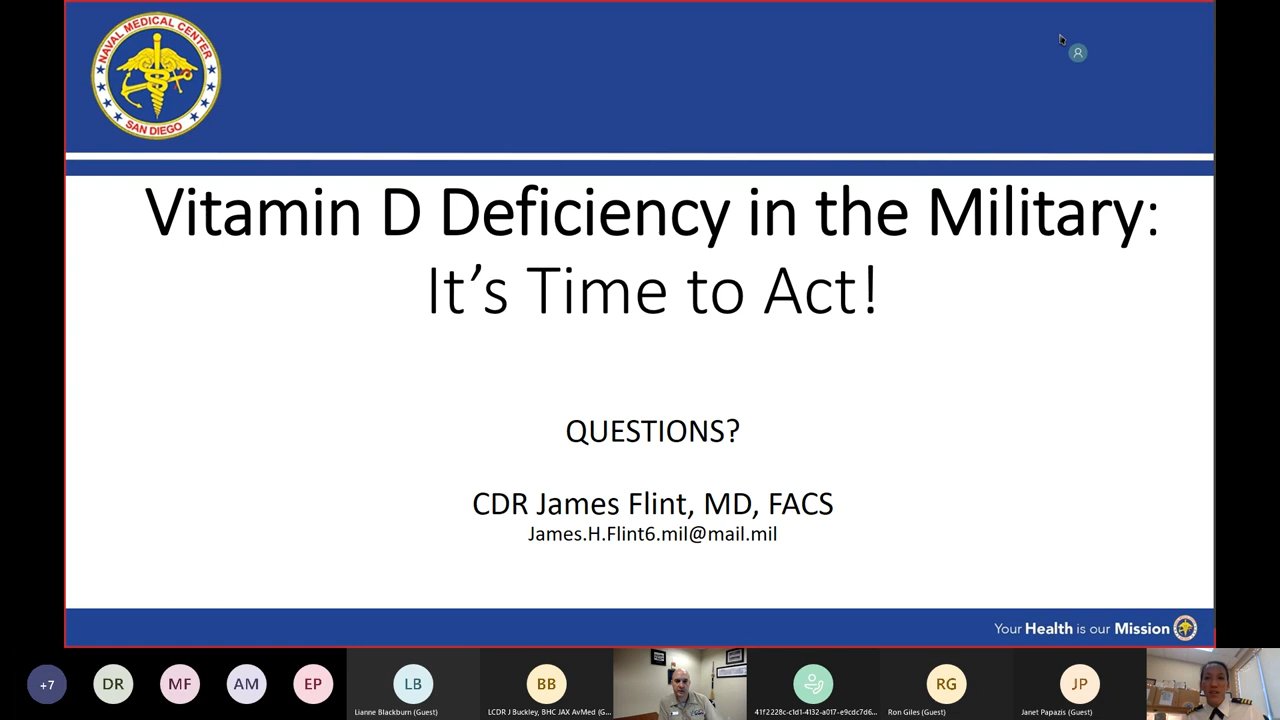 NAVAL MEDICAL CENTER
SAN DIEGO
Vitamin D Deficiency in the Military:
It’s Time to Act!
QUESTIONS?
CDR James Flint, MD, FACS
James.H.Flint6.mil@mail.mil
Your Health is our Mission
+7
DR
MF
AM
EP
LB
BB
RG
JP
Lianne Blackburn (Guest)
LCDR J Buckley, BHC JAX AvMed (G...
41f2228c-c1d1-4132-a017-e9cdc7d6...
Ron Giles (Guest)
Janet Papazis (Guest)